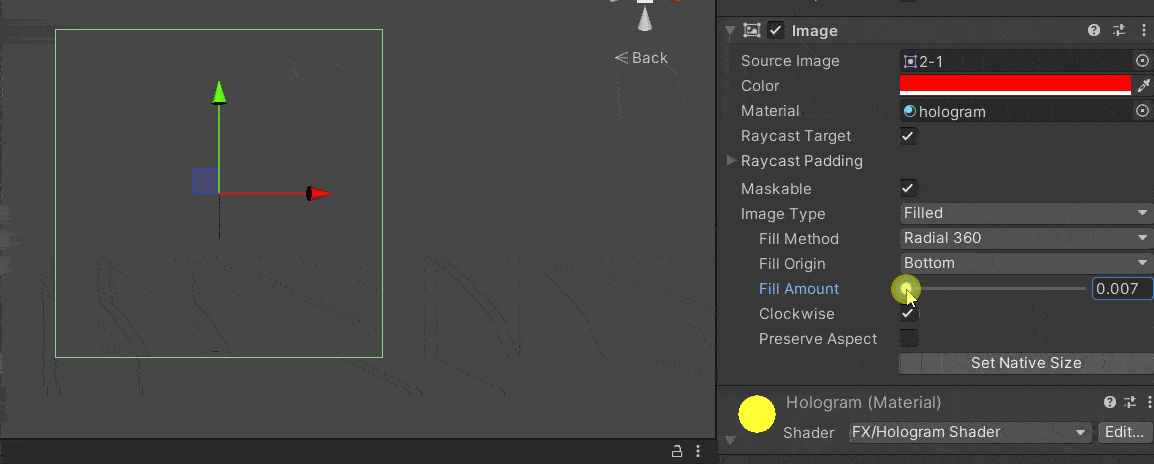 Back
Image
Source Image 2-1
Color
Material hologram
Raycast Target
Raycast Padding
Maskable
Image Type Filled
Fill Method Radial 360
Fill Origin Bottom
Fill Amount 0.007
Clockwise
Preserve Aspect
Set Native Size
Hologram (Material)
Shader FX/Hologram Shader Edit...